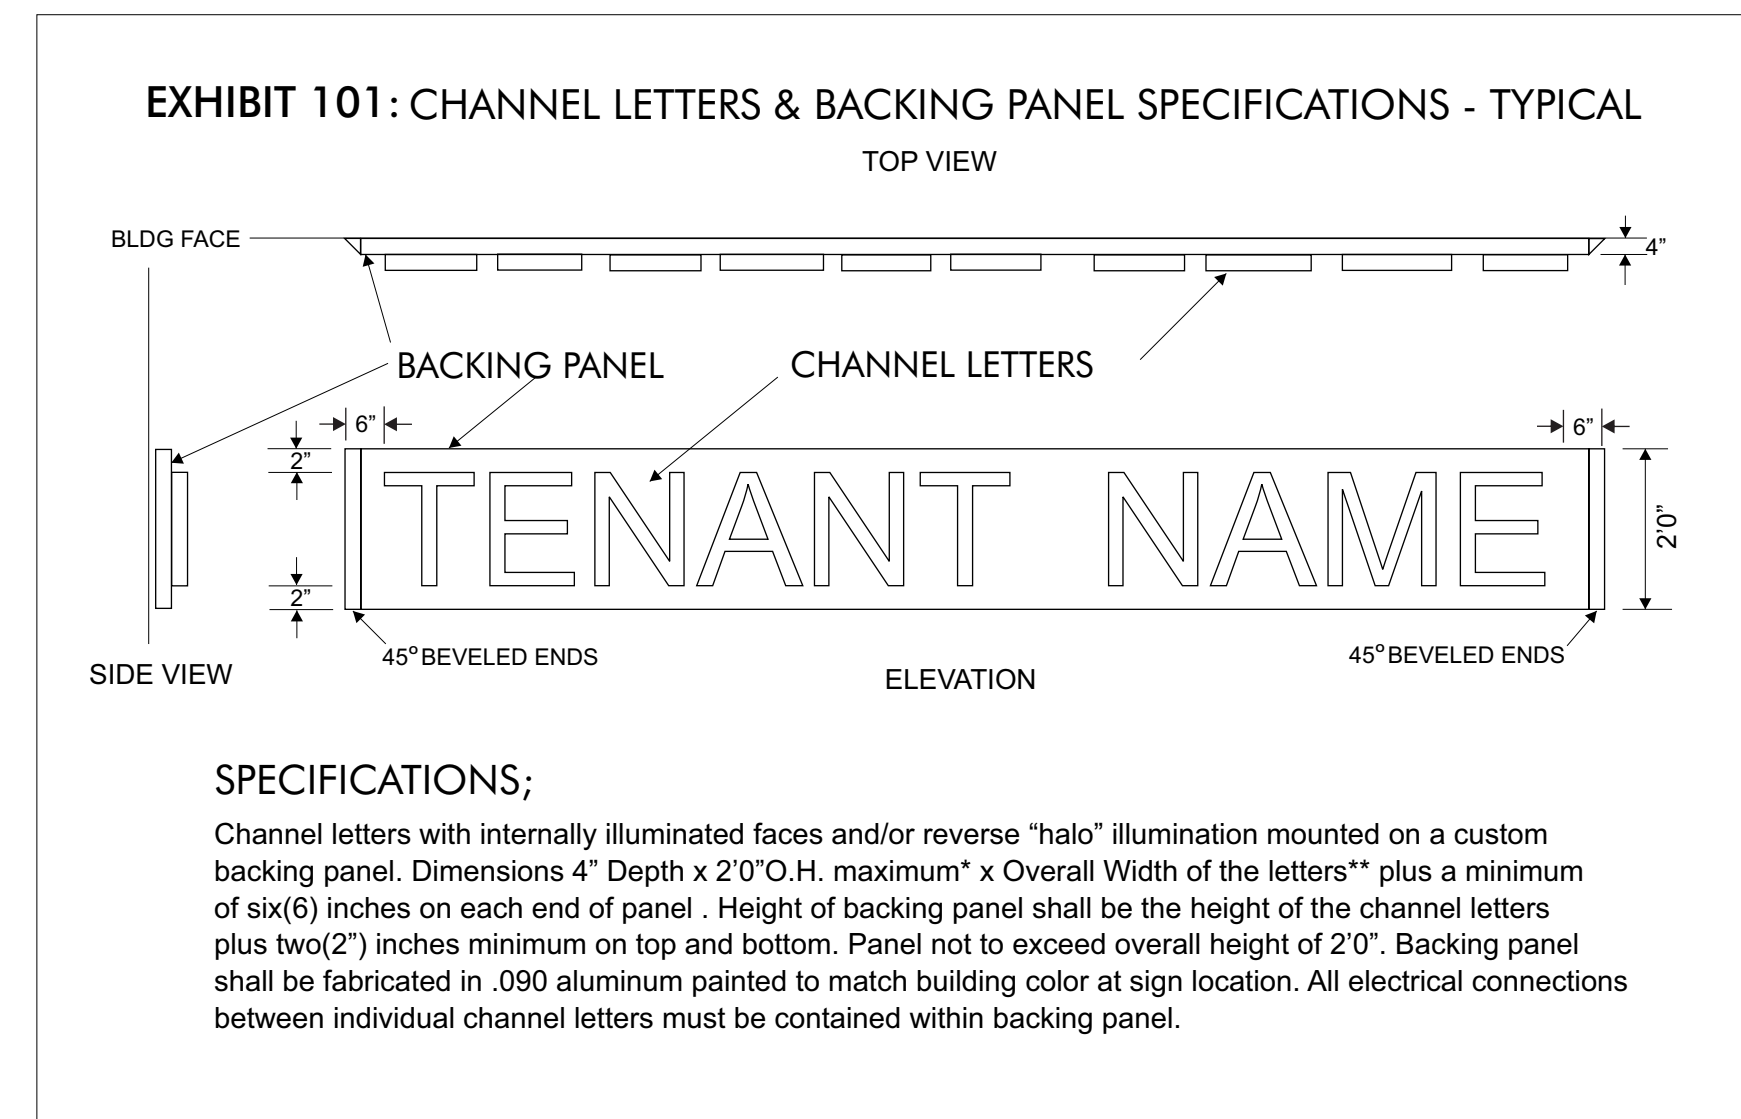 EXHIBIT 101: CHANNEL LETTERS & BACKING PANEL SPECIFICATIONS - TYPICAL
TOP VIEW
BLDG FACE
4”
BACKING PANEL
CHANNEL LETTERS
6”
6”
2”
TENANT NAME
2’0”
2”
45° BEVELED ENDS
45° BEVELED ENDS
SIDE VIEW
ELEVATION
SPECIFICATIONS;
Channel letters with internally illuminated faces and/or reverse “halo” illumination mounted on a custom
backing panel. Dimensions 4” Depth x 2’0”O.H. maximum* x Overall Width of the letters** plus a minimum
of six(6) inches on each end of panel . Height of backing panel shall be the height of the channel letters
plus two(2”) inches minimum on top and bottom. Panel not to exceed overall height of 2’0”. Backing panel
shall be fabricated in .090 aluminum painted to match building color at sign location. All electrical connections
between individual channel letters must be contained within backing panel.